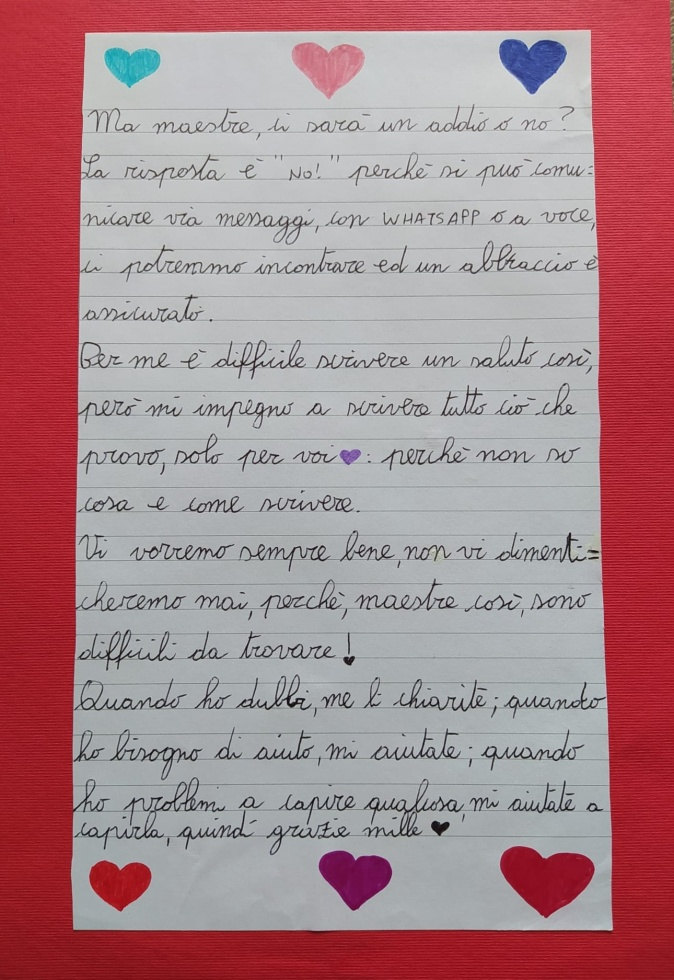 Ma maestre, ci sarà un addio o no?
La risposta è "No!" perchè si può comu=
nicare via messaggi, con WHATSAPP o a voce,
ci potremmo incontrare ed un abbraccio è
assicurato.
Per me è difficile scrivere un saluto così,
però mi impegno a scrivere tutto ciò che
provo, solo per voi 💜: perchè non so
cosa e come scrivere.
Vi vorremo sempre bene, non vi dimenti=
cheremo mai, perchè, maestre così, sono
difficili da trovare!
Quando ho dubbi, me li chiarite; quando
ho bisogno di aiuto, mi aiutate; quando
ho problemi a capire qualcosa, mi aiutate a
capirla, quindi grazie mille 🖤